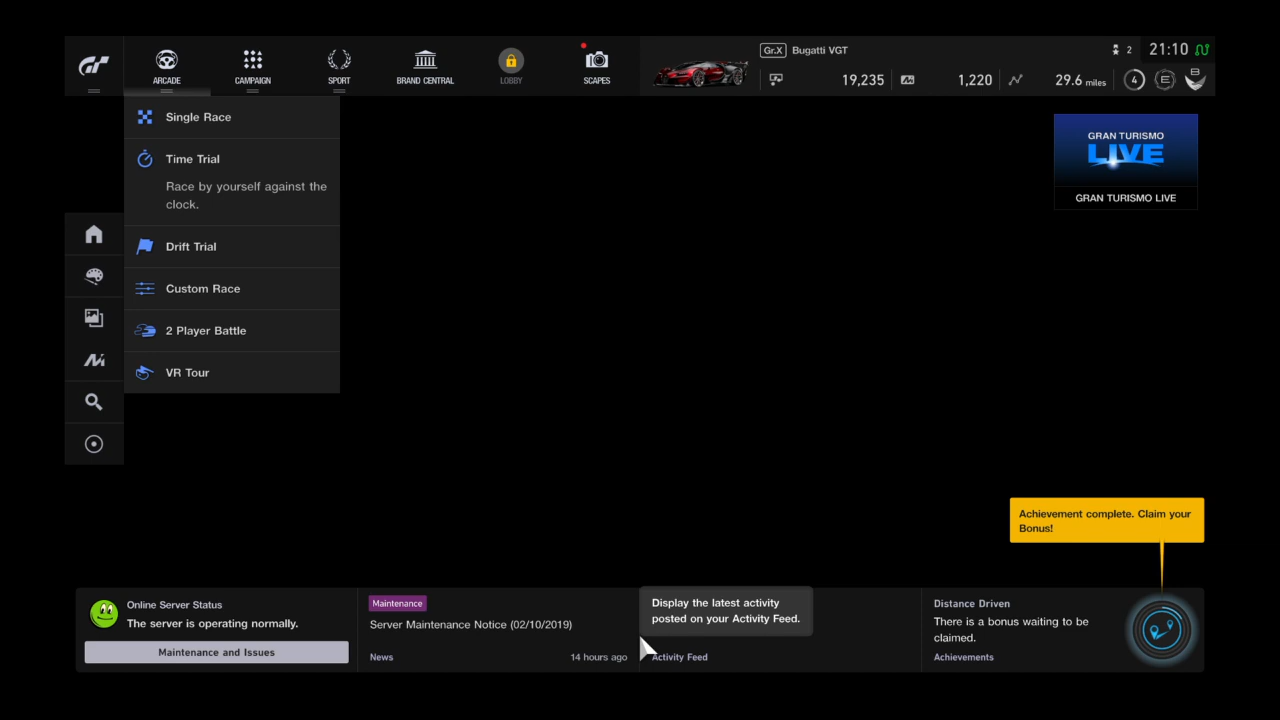 GT
ARCADE
CAMPAIGN
SPORT
BRAND CENTRAL
LOBBY
SCAPES
Gr.X Bugatti VGT
2 21:10
19,235 1,220 29.6 miles 4 E B
Single Race
Time Trial
Race by yourself against the
clock.
Drift Trial
Custom Race
2 Player Battle
VR Tour
GRAN TURISMO
LIVE
GRAN TURISMO LIVE
Achievement complete. Claim your
Bonus!
Online Server Status
The server is operating normally.
Maintenance and Issues
Maintenance
Server Maintenance Notice (02/10/2019)
News 14 hours ago
Display the latest activity
posted on your Activity Feed.
Activity Feed
Distance Driven
There is a bonus waiting to be
claimed.
Achievements